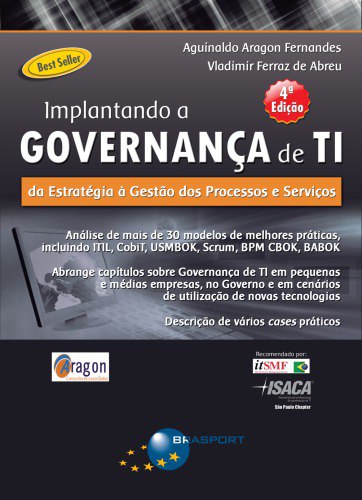 Aguinaldo Aragon Fernandes
Vladimir Ferraz de Abreu
Best Seller
4ª
Edição
Implantando a
GOVERNANÇA de TI
da Estratégia à Gestão dos Processos e Serviços
Análise de mais de 30 modelos de melhores práticas,
incluindo ITIL, CobiT, USMBOK, Scrum, BPM CBOK, BABOK
Abrange capítulos sobre Governança de TI em pequenas
e médias empresas, no Governo e em cenários
de utilização de novas tecnologias
Descrição de vários cases práticos
Recomendado por:
itSMF
Aragon
ISACA
São Paulo Chapter
BRASPORT